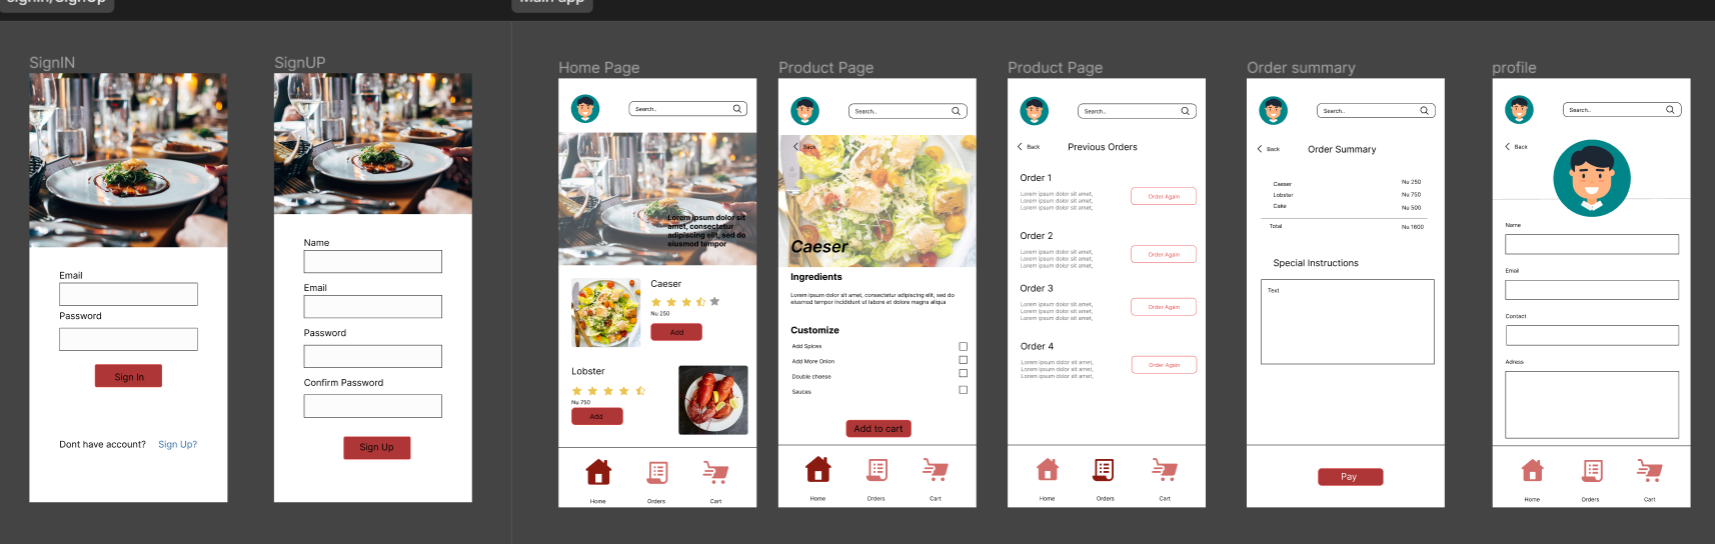 SignIn/SignUp
Main app
SignIN
Email
Password
Sign In
Dont have account? Sign Up?
SignUP
Name
Email
Password
Confirm Password
Sign Up
Home Page
Search..
Lorem ipsum dolor sit
amet, consectetur
adipiscing elit, sed do
eiusmod tempor
Caeser
Nu 250
Add
Lobster
Nu 750
Add
Home
Orders
Cart
Product Page
Search..
Back
Caeser
Ingredients
Lorem ipsum dolor sit amet, consectetur adipiscing elit, sed do
eiusmod tempor incididunt ut labore et dolore magna aliqua
Customize
Add Spices
Add More Onion
Double cheese
Sauces
Add to cart
Home
Orders
Cart
Product Page
Search..
Back
Previous Orders
Order 1
Lorem ipsum dolor sit amet,
Lorem ipsum dolor sit amet,
Lorem ipsum dolor sit amet,
Order Again
Order 2
Lorem ipsum dolor sit amet,
Lorem ipsum dolor sit amet,
Lorem ipsum dolor sit amet,
Order Again
Order 3
Lorem ipsum dolor sit amet,
Lorem ipsum dolor sit amet,
Lorem ipsum dolor sit amet,
Order Again
Order 4
Lorem ipsum dolor sit amet,
Lorem ipsum dolor sit amet,
Lorem ipsum dolor sit amet,
Order Again
Home
Orders
Cart
Order summary
Search..
Back
Order Summary
Caeser Nu 250
Lobster Nu 750
Cake Nu 500
Total Nu 1600
Special Instructions
Text
Pay
profile
Search..
Back
Name
Email
Contact
Adress
Home
Orders
Cart